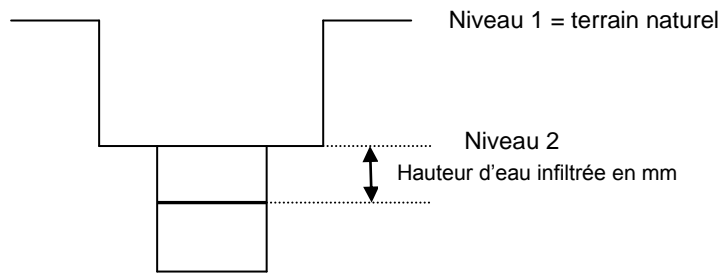 Niveau 1 = terrain naturel
Niveau 2
Hauteur d'eau infiltrée en mm